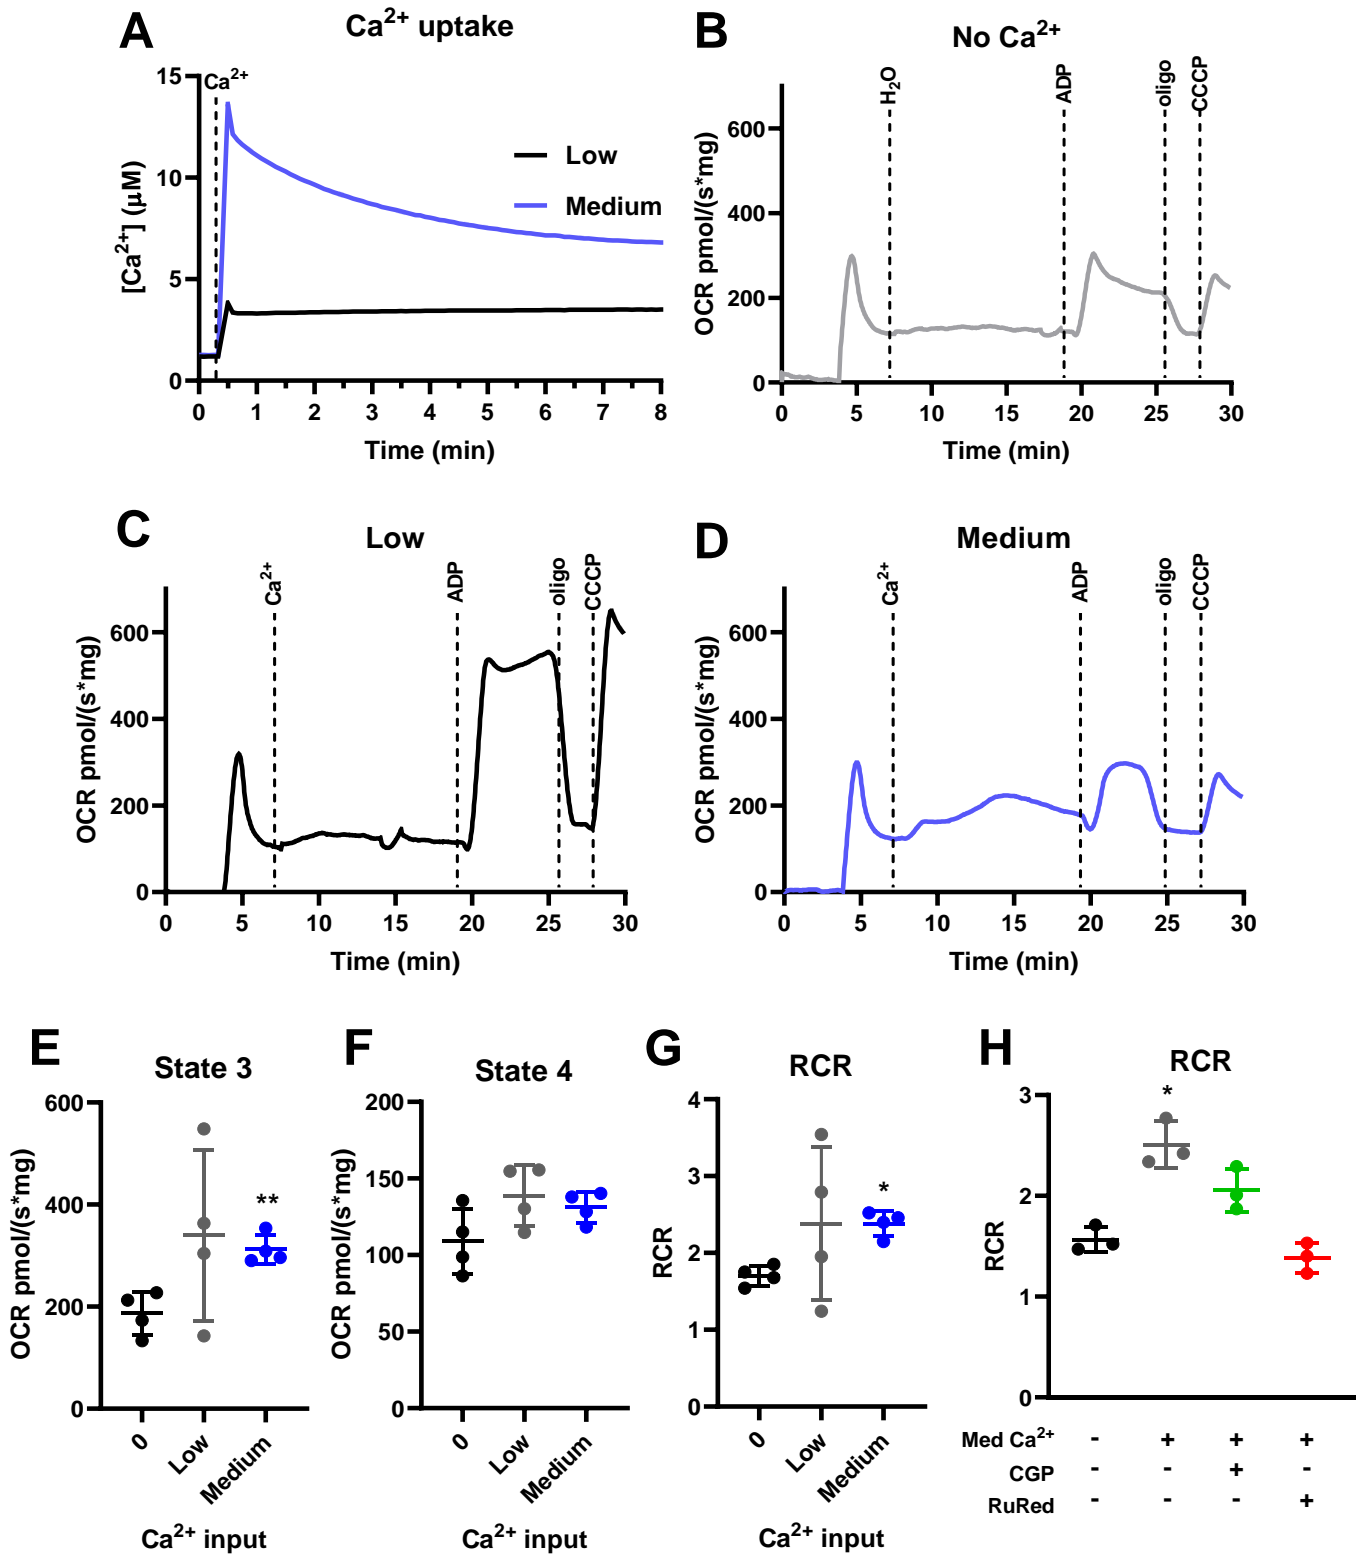 A
Ca²⁺ uptake
[Ca²⁺] (μM)
15
10
5
0
Ca²⁺
Low
Medium
0 1 2 3 4 5 6 7 8
Time (min)
B
No Ca²⁺
OCR pmol/(s*mg)
600
400
200
0
H₂O
ADP
oligo
CCCP
0 5 10 15 20 25 30
Time (min)
C
Low
OCR pmol/(s*mg)
600
400
200
0
Ca²⁺
ADP
oligo
CCCP
0 5 10 15 20 25 30
Time (min)
D
Medium
OCR pmol/(s*mg)
600
400
200
0
Ca²⁺
ADP
oligo
CCCP
0 5 10 15 20 25 30
Time (min)
E
State 3
OCR pmol/(s*mg)
600
400
200
0
**
0 Low Medium
Ca²⁺ input
F
State 4
OCR pmol/(s*mg)
200
150
100
50
0
0 Low Medium
Ca²⁺ input
G
RCR
RCR
4
3
2
1
0
*
0 Low Medium
Ca²⁺ input
H
RCR
RCR
3
2
1
0
*
Med Ca²⁺ - + + +
CGP - - + -
RuRed - - - +